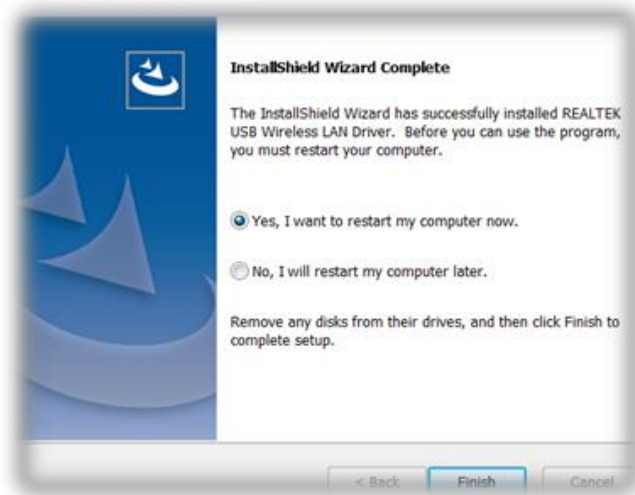 InstallShield Wizard Complete
The InstallShield Wizard has successfully installed REALTEK
USB Wireless LAN Driver.  Before you can use the program,
you must restart your computer.
Yes, I want to restart my computer now.
No, I will restart my computer later.
Remove any disks from their drives, and then click Finish to
complete setup.
< Back   Finish   Cancel